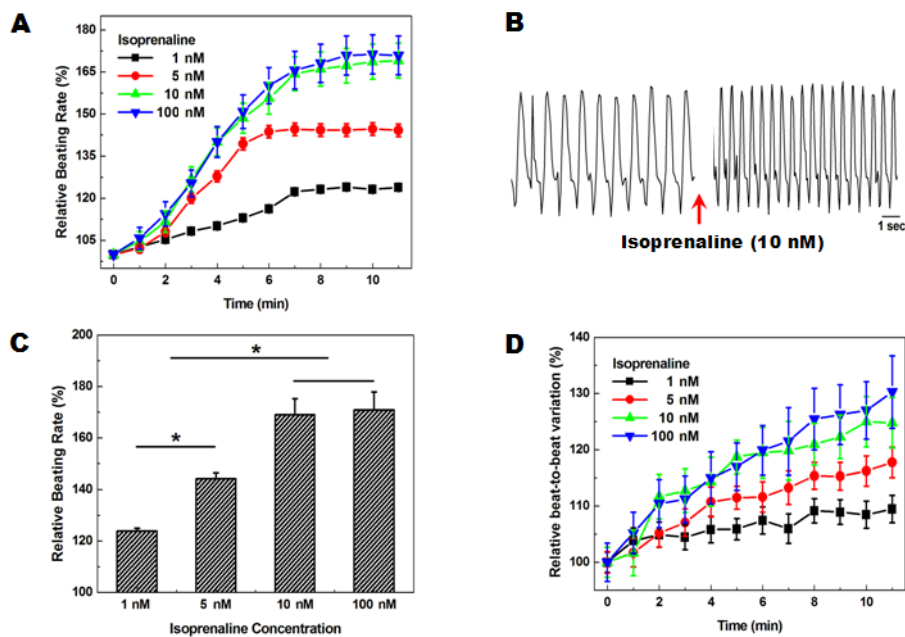 A
Isoprenaline
1 nM
5 nM
10 nM
100 nM
Relative Beating Rate (%)
180
165
150
135
120
105
0 2 4 6 8 10
Time (min)
B
Isoprenaline (10 nM)
1 sec
C
Relative Beating Rate (%)
200
180
160
140
120
100
*
*
1 nM 5 nM 10 nM 100 nM
Isoprenaline Concentration
D
Isoprenaline
1 nM
5 nM
10 nM
100 nM
Relative beat-to-beat variation (%)
140
130
120
110
100
0 2 4 6 8 10
Time (min)